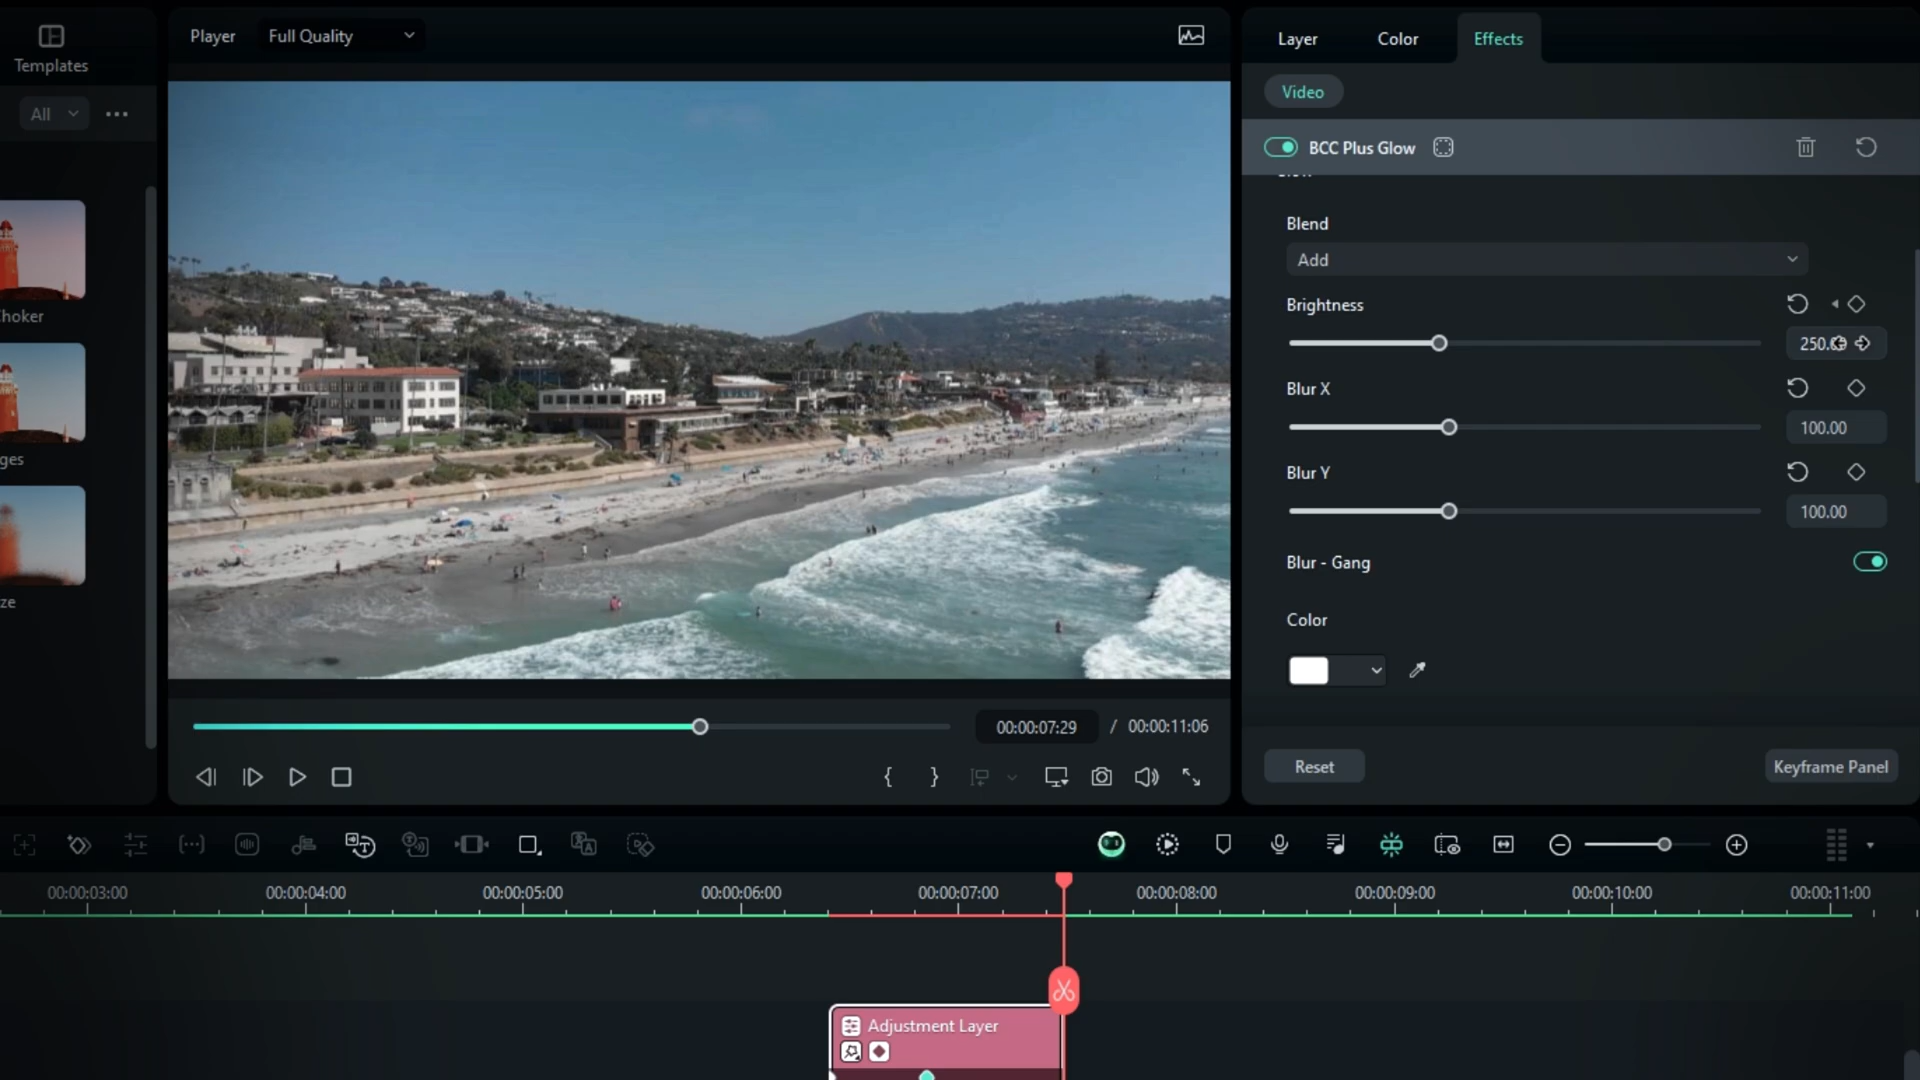 Templates
Player
Full Quality
Layer
Color
Effects
All
Video
BCC Plus Glow
Blend
Add
Brightness
250.
Blur X
100.00
Blur Y
100.00
Blur - Gang
Color
hoker
ges
ze
00:00:07:29 / 00:00:11:06
Reset
Keyframe Panel
00:00:03:00
00:00:04:00
00:00:05:00
00:00:06:00
00:00:07:00
00:00:08:00
00:00:09:00
00:00:10:00
00:00:11:00
Adjustment Layer